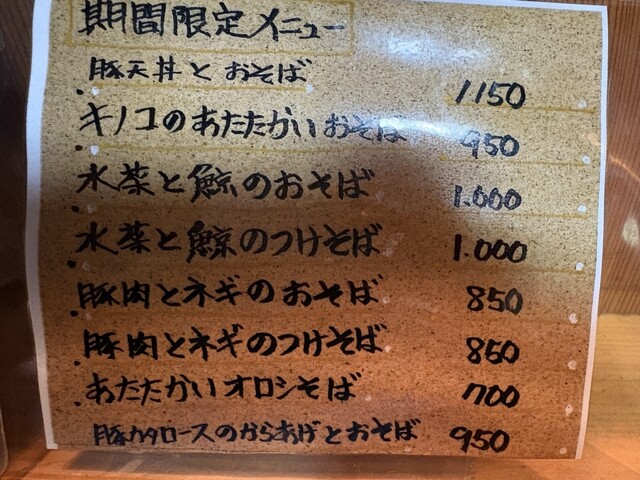 期間限定メニュー
豚天丼とおそば 1150
キノコのあたたかいおそば 950
水菜と鯨のおそば 1.000
水菜と鯨のつけそば 1.000
豚肉とネギのおそば 850
豚肉とネギのつけそば 850
あたたかいオロシそば 700
豚カタロースのからあげとおそば 950